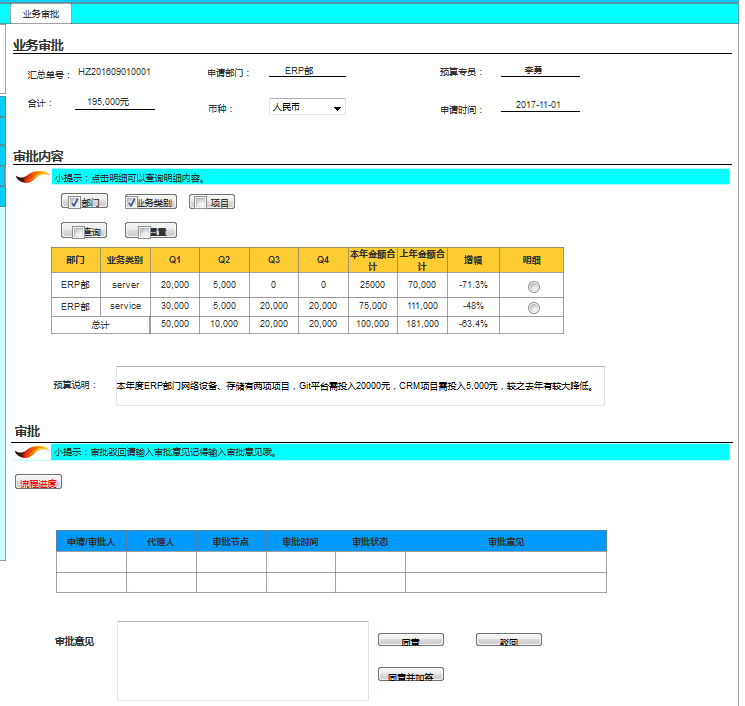 业务审批
业务审批
汇总单号： HZ201609010001 申请部门： ERP部 预算专员： 李勇
合计： 195,000元 币种： 人民币 申请时间： 2017-11-01
审批内容
小提示：点击明细可以查询明细内容。
部门 业务类别 项目
查询 重置
部门 业务类别 Q1 Q2 Q3 Q4 本年金额合计 上年金额合计 增幅 明细
ERP部 server 20,000 5,000 0 0 25000 70,000 -71.3%
ERP部 service 30,000 5,000 20,000 20,000 75,000 111,000 -48%
总计 50,000 10,000 20,000 20,000 100,000 181,000 -63.4%
预算说明： 本年度ERP部门网络设备、存储有两项项目，Git平台需投入20000元，CRM项目需投入5,000元，较之去年有较大降低。
审批
小提示：审批驳回请输入审批意见记得输入审批意见哦。
流程进度
申请/审批人 代理人 审批节点 审批时间 审批状态 审批意见
审批意见 同意 驳回
同意并加签